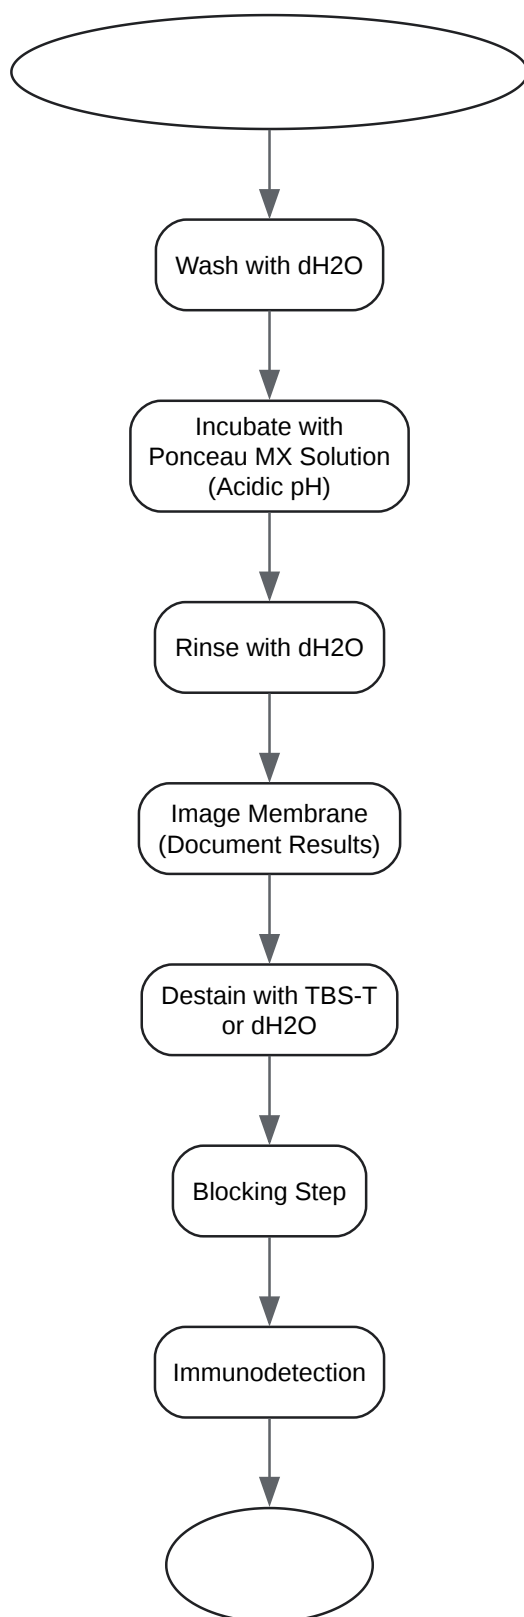 Wash with dH2O
Incubate with
Ponceau MX Solution
(Acidic pH)
Rinse with dH2O
Image Membrane
(Document Results)
Destain with TBS-T
or dH2O
Blocking Step
Immunodetection